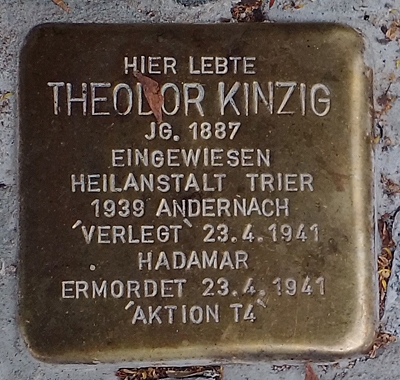 HIER LEBTE
THEODOR KINZIG
JG. 1887
EINGEWIESEN
HEILANSTALT TRIER
1939 ANDERNACH
'VERLEGT' 23.4.1941
HADAMAR
ERMORDET 23.4.1941
'AKTION T4'